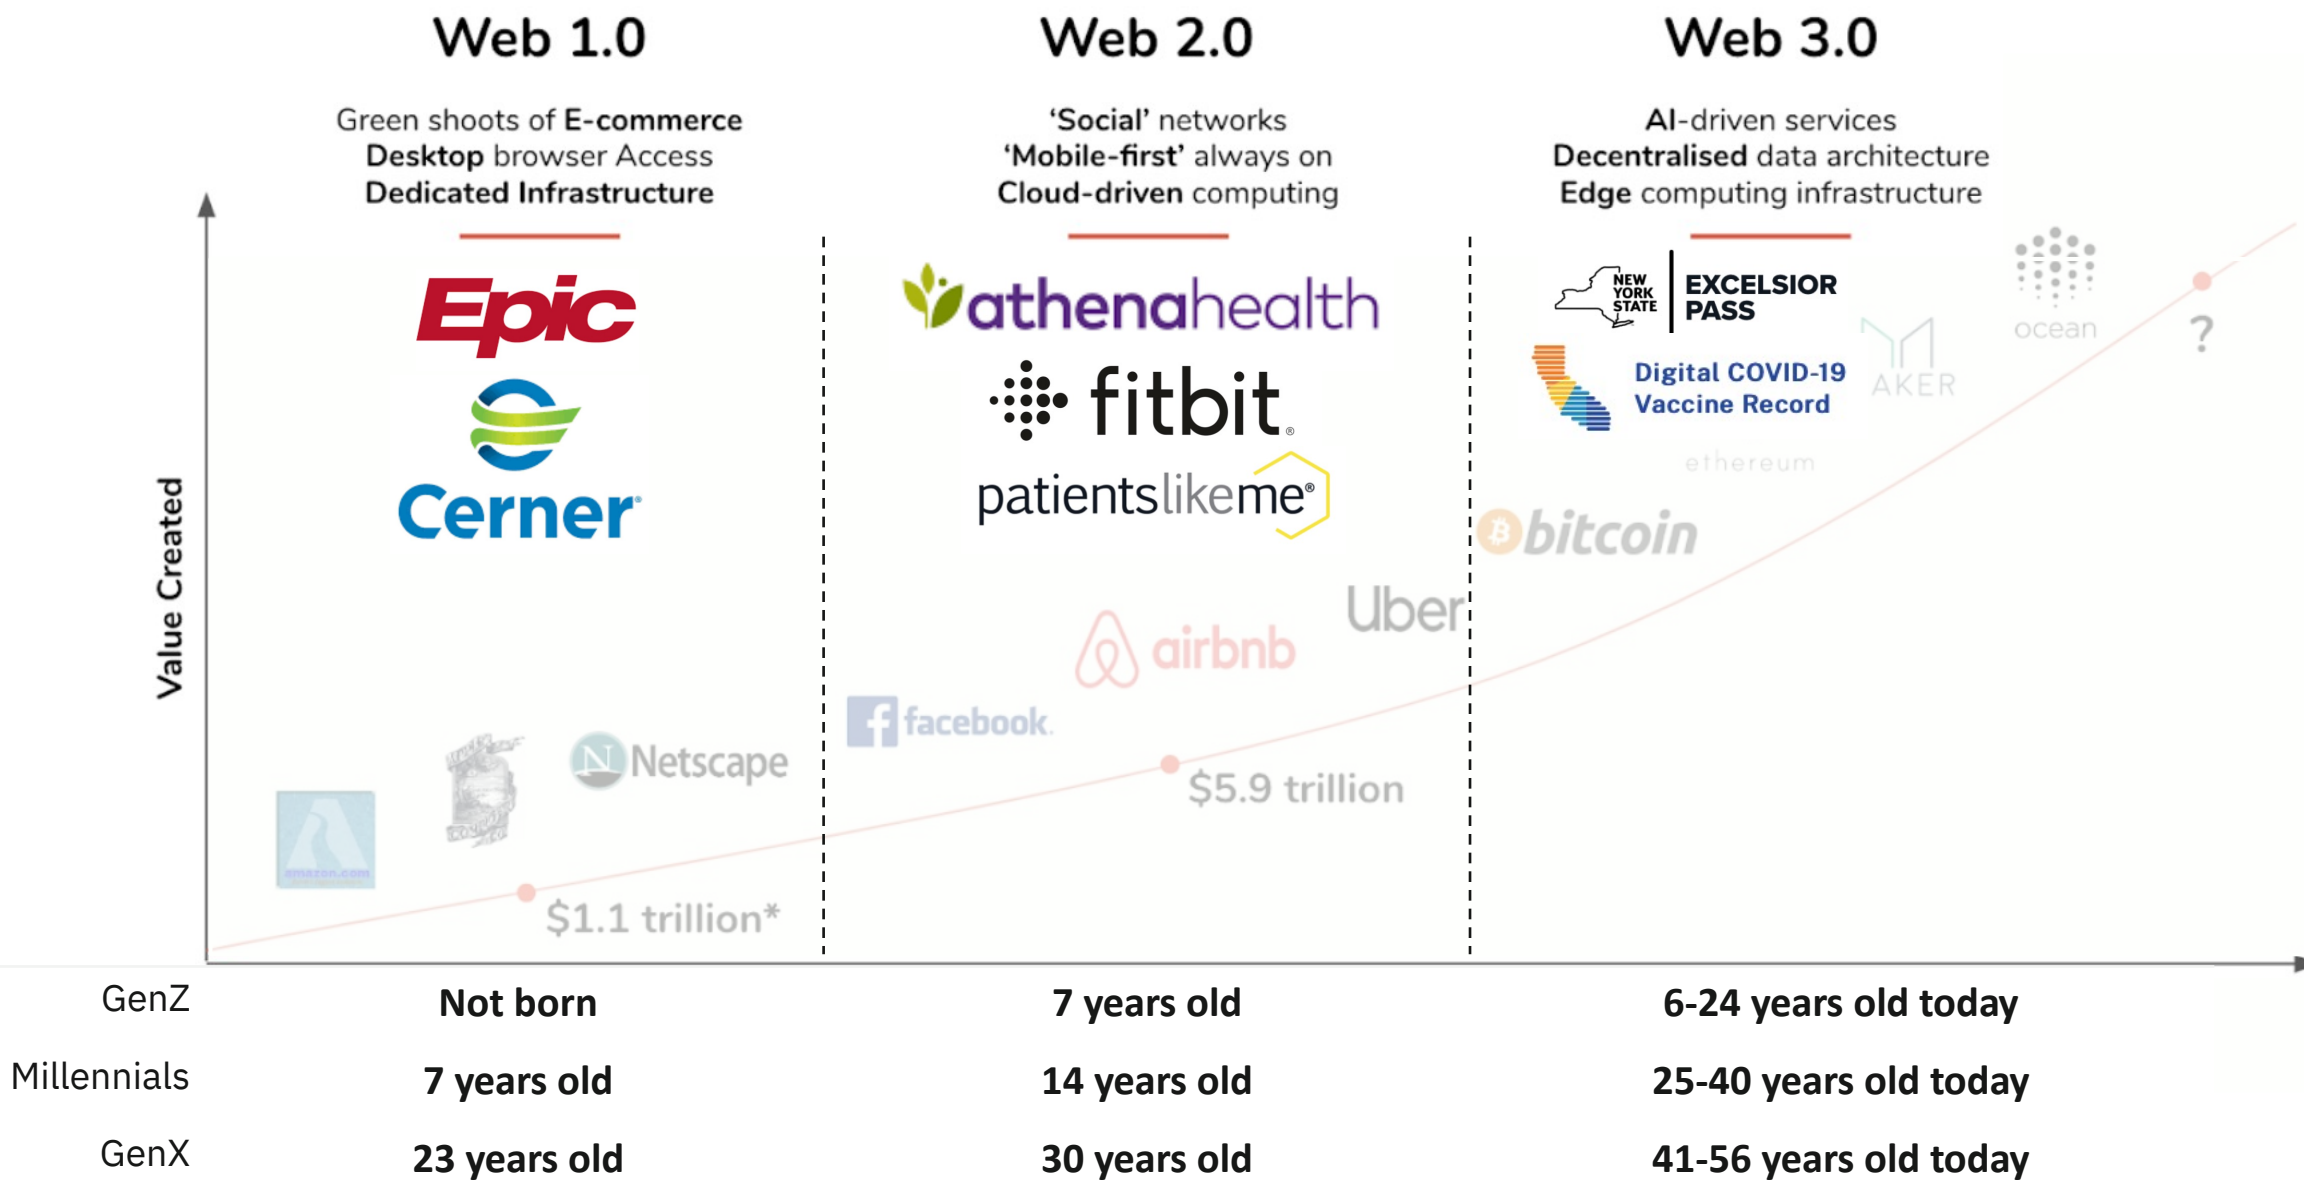 Web 1.0
Green shoots of E-commerce
Desktop browser Access
Dedicated Infrastructure
Web 2.0
‘Social’ networks
‘Mobile-first’ always on
Cloud-driven computing
Web 3.0
AI-driven services
Decentralised data architecture
Edge computing infrastructure
Value Created
Epic
Cerner®
amazon.com
Netscape
$1.1 trillion*
athenahealth
fitbit®
patientslikeme®
facebook.
airbnb
Uber
$5.9 trillion
NEW
YORK
STATE
EXCELSIOR
PASS
Digital COVID-19
Vaccine Record
AKER
ocean
?
ethereum
bitcoin
GenZ Not born 7 years old 6-24 years old today
Millennials 7 years old 14 years old 25-40 years old today
GenX 23 years old 30 years old 41-56 years old today